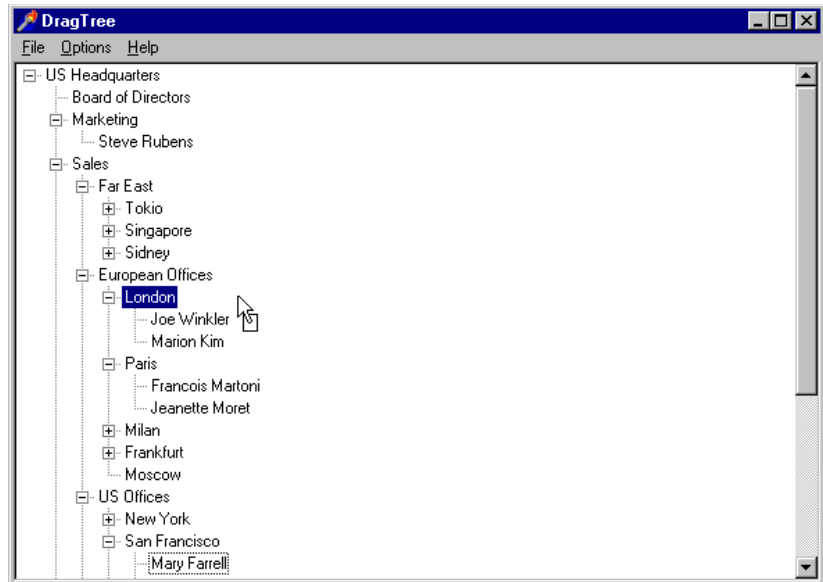 DragTree
File Options Help
US Headquarters
Board of Directors
Marketing
Steve Rubens
Sales
Far East
Tokio
Singapore
Sidney
European Offices
London
Joe Winkler
Marion Kim
Paris
Francois Martoni
Jeanette Moret
Milan
Frankfurt
Moscow
US Offices
New York
San Francisco
Mary Farrell